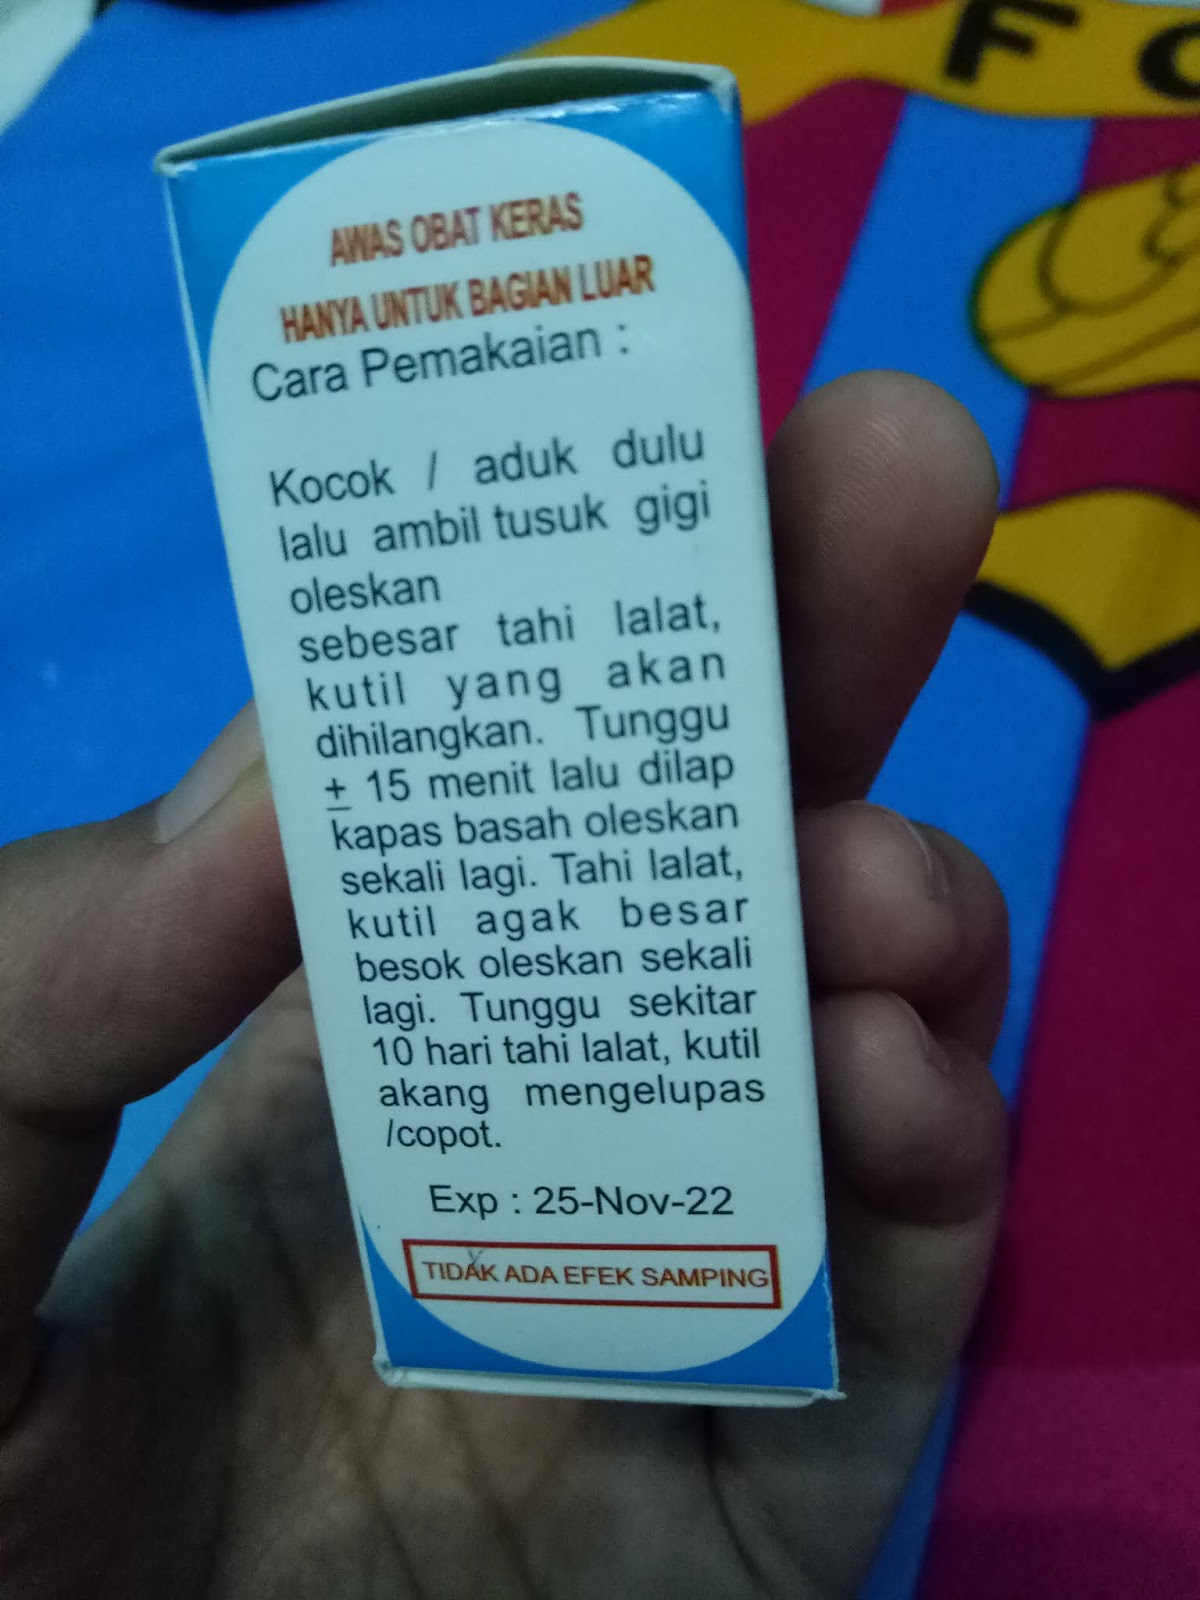 F C
AWAS OBAT KERAS
HANYA UNTUK BAGIAN LUAR
Cara Pemakaian :
Kocok / aduk dulu
lalu ambil tusuk gigi
oleskan
sebesar tahi lalat,
kutil yang akan
dihilangkan. Tunggu
± 15 menit lalu dilap
kapas basah oleskan
sekali lagi. Tahi lalat,
kutil agak besar
besok oleskan sekali
lagi. Tunggu sekitar
10 hari tahi lalat, kutil
akang mengelupas
/copot.
Exp : 25-Nov-22
TIDAK ADA EFEK SAMPING